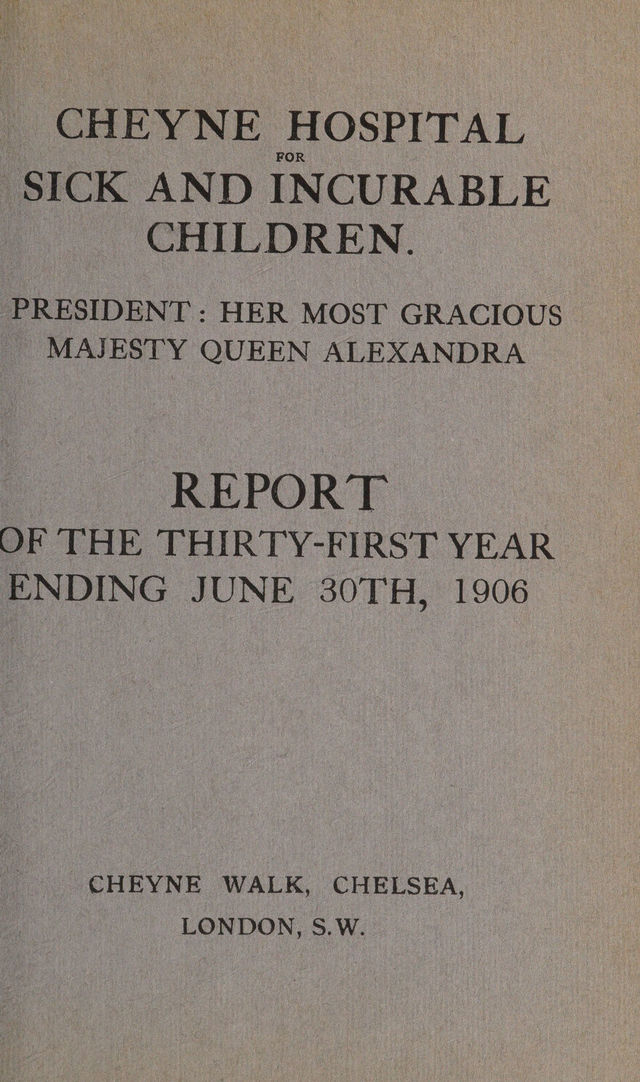 CHEYNE HOSPITAL
FOR
SICK AND INCURABLE
CHILDREN.
PRESIDENT: HER MOST GRACIOUS
MAJESTY QUEEN ALEXANDRA
REPORT
OF THE THIRTY-FIRST YEAR
ENDING JUNE 30TH, 1906
CHEYNE WALK, CHELSEA,
LONDON, S.W.